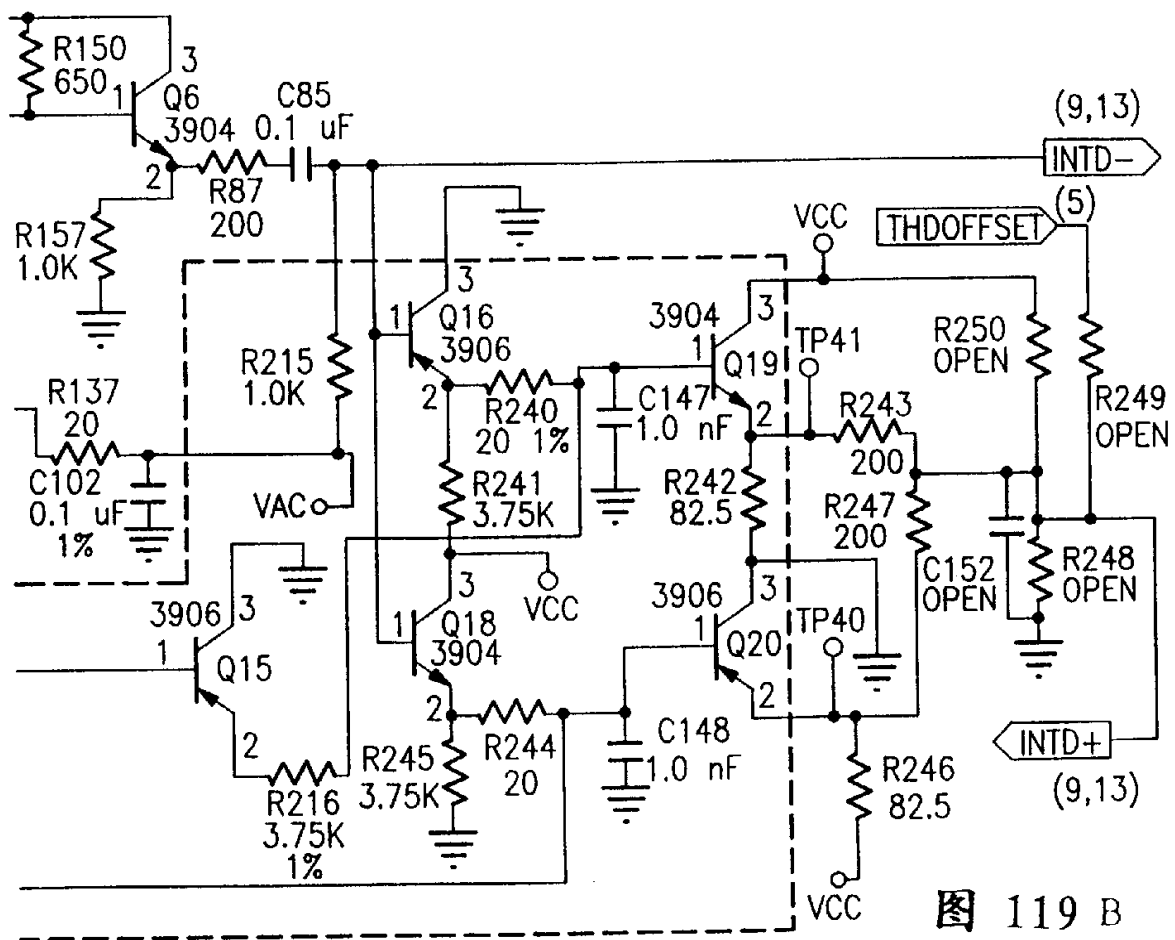 R150
650
3
1
Q6
3904
2
C85
0.1 uF
R87
200
R157
1.0K
(9,13)
INTD-
(5)
THDOFFSET
VCC
R215
1.0K
1
3
Q16
3906
2
R240
20 1%
C147
1.0 nF
3904
1
3
Q19
2
TP41
R243
200
R250
OPEN
R249
OPEN
R137
20
C102
0.1 uF
1%
VAC
R241
3.75K
R242
82.5
R247
200
C152
OPEN
R248
OPEN
3906
1
3
Q15
2
R216
3.75K
1%
VCC
1
3
Q18
3904
2
R245
3.75K
R244
20
C148
1.0 nF
3906
1
3
Q20
2
TP40
R246
82.5
VCC
INTD+
(9,13)
图 119 B